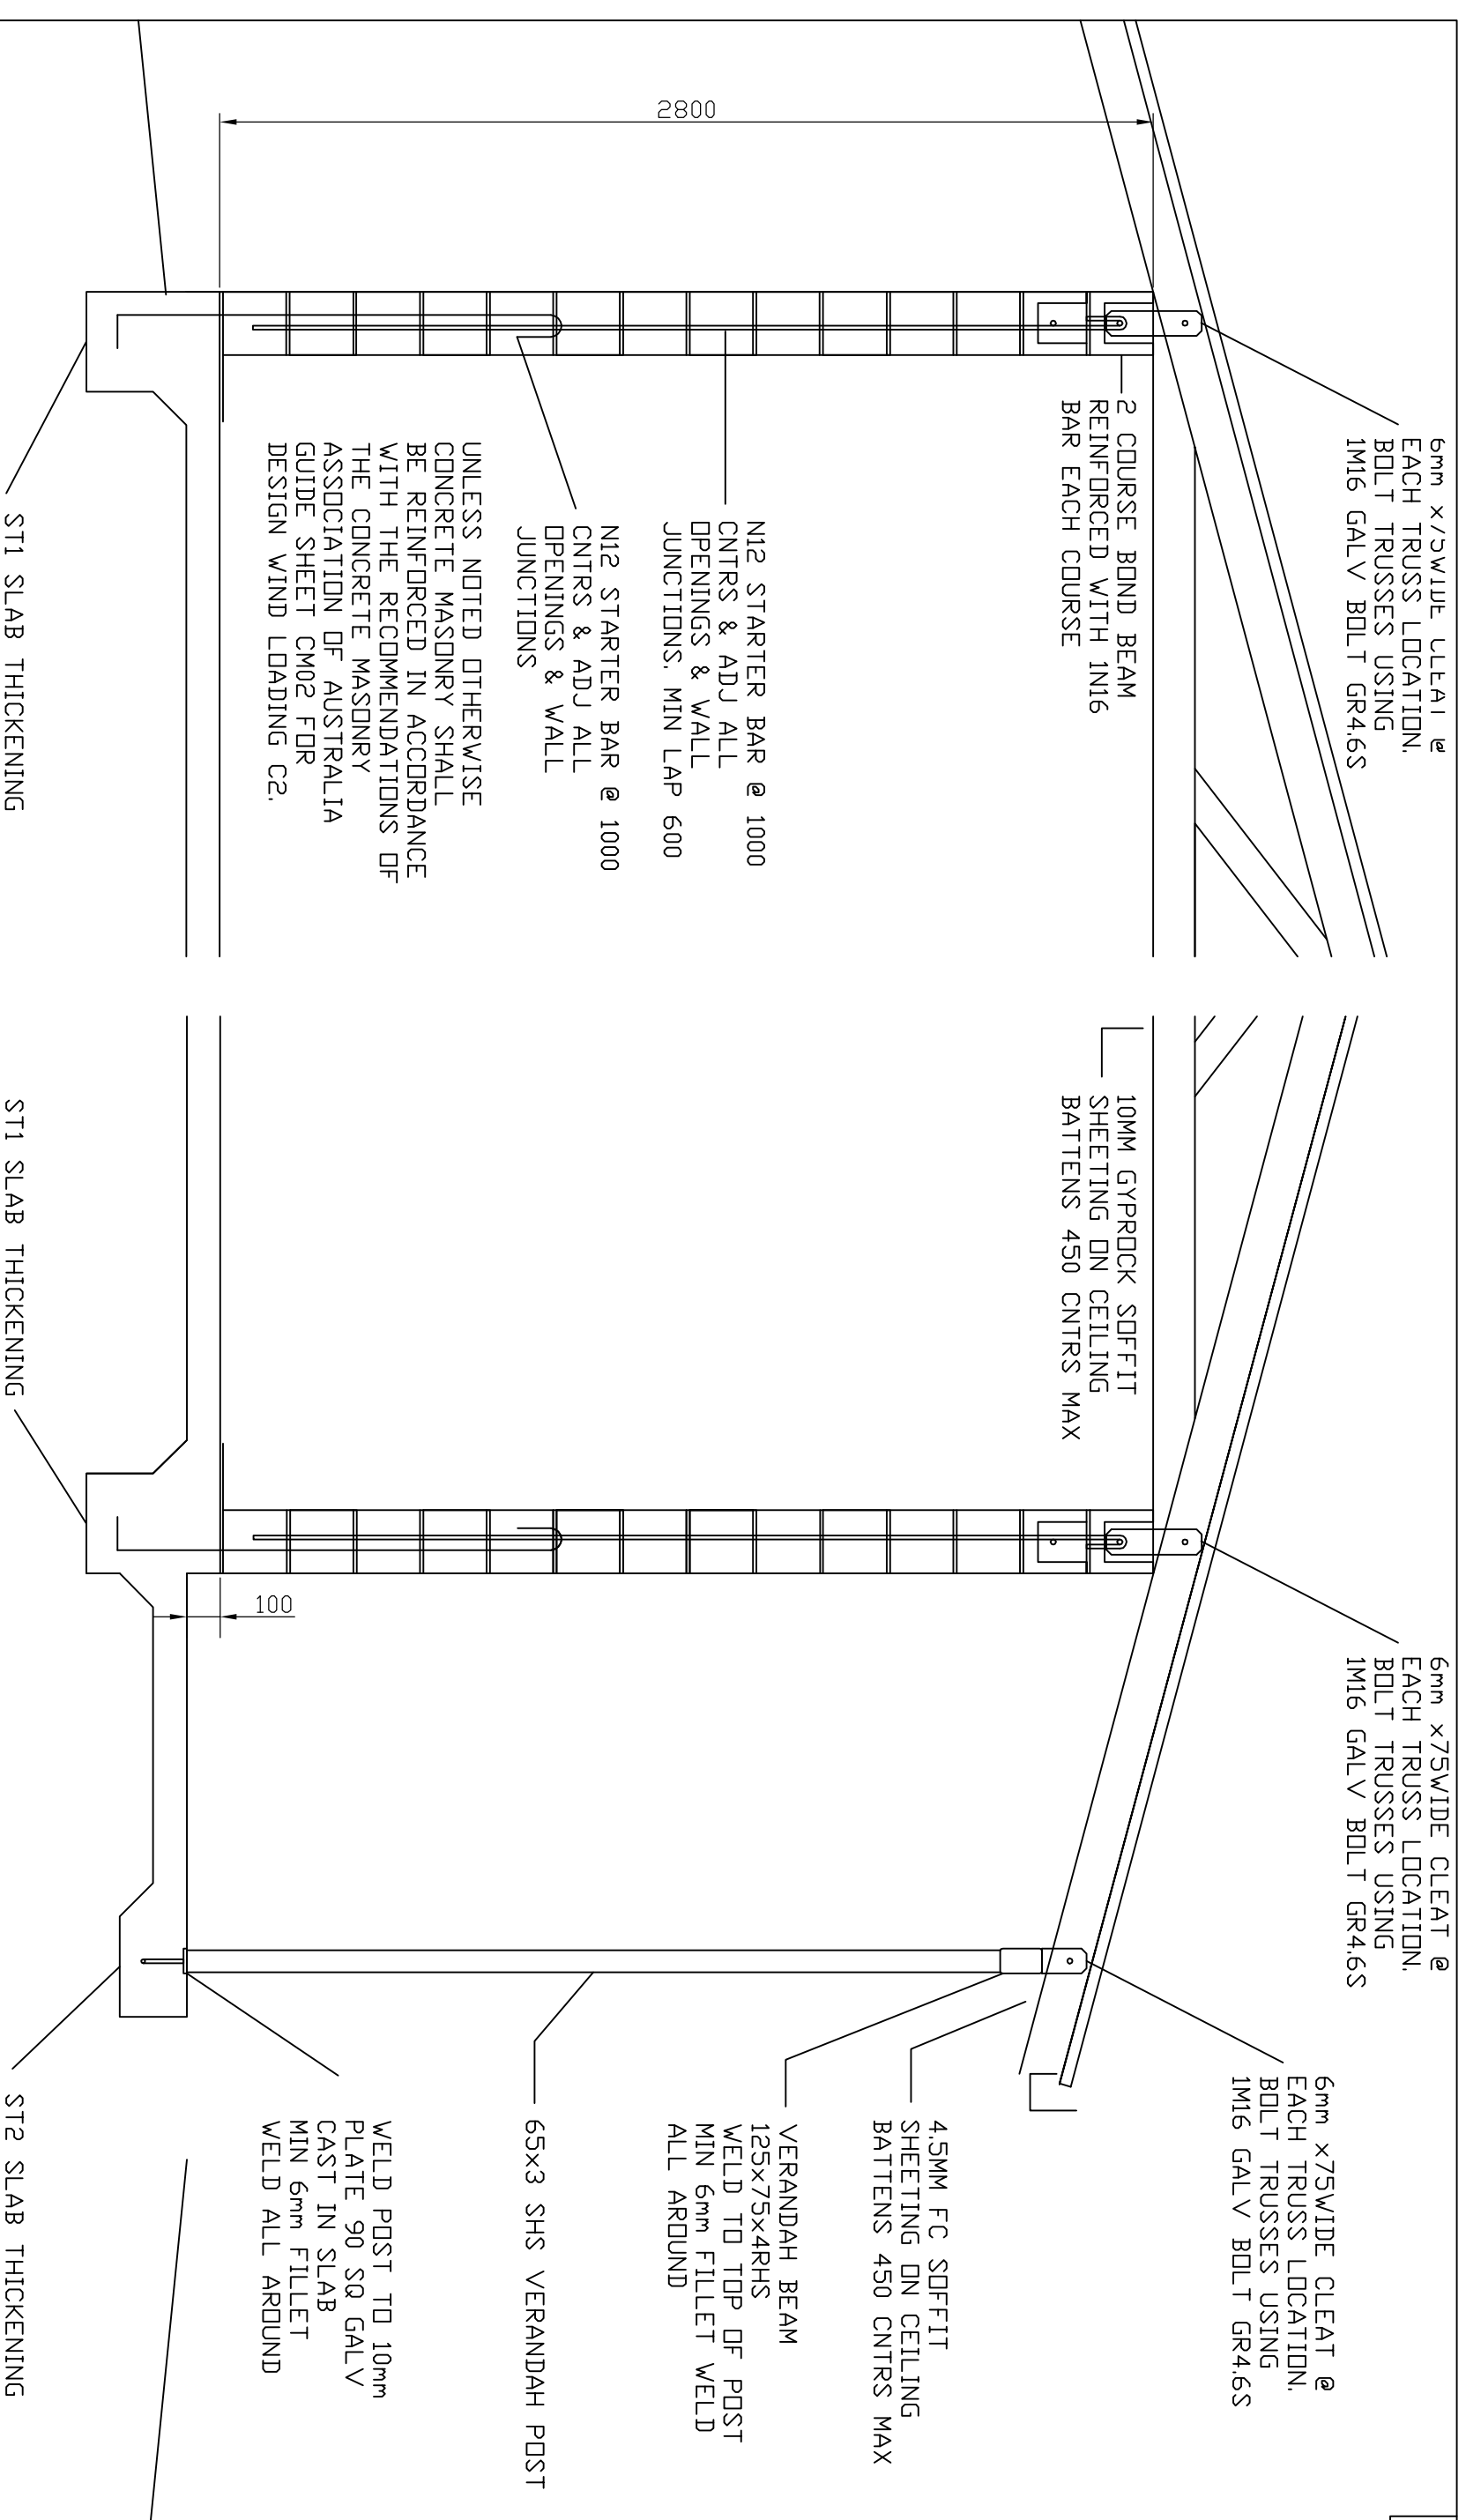 6mm x75WIDE CLEAT @
EACH TRUSS LOCATION.
BOLT TRUSSES USING
1M16 GALV BOLT GR4.6S
2 COURSE BOND BEAM
REINFORCED WITH 1N16
BAR EACH COURSE
2800
N12 STARTER BAR @ 1000
CNTRS & ADJ ALL
OPENINGS & WALL
JUNCTIONS. MIN LAP 600
N12 STARTER BAR @ 1000
CNTRS & ADJ ALL
OPENINGS & WALL
JUNCTIONS
UNLESS NOTED OTHERWISE
CONCRETE MASONRY SHALL
BE REINFORCED IN ACCORDANCE
WITH THE RECOMMENDATIONS OF
THE CONCRETE MASONRY
ASSOCIATION OF AUSTRALIA
GUIDE SHEET CM02 FOR
DESIGN WIND LOADING C2.
ST1 SLAB THICKENING
10MM GYPROCK SOFFIT
SHEETING ON CEILING
BATTENS 450 CNTRS MAX
ST1 SLAB THICKENING
6mm x75WIDE CLEAT @
EACH TRUSS LOCATION.
BOLT TRUSSES USING
1M16 GALV BOLT GR4.6S
100
6mm x75WIDE CLEAT @
EACH TRUSS LOCATION.
BOLT TRUSSES USING
1M16 GALV BOLT GR4.6S
4.5MM FC SOFFIT
SHEETING ON CEILING
BATTENS 450 CNTRS MAX
VERANDAH BEAM
125x75x4RHS
WELD TO TOP OF POST
MIN 6mm FILLET WELD
ALL AROUND
65x3 SHS VERANDAH POST
WELD POST TO 10mm
PLATE 90 SQ GALV
CAST IN SLAB
MIN 6mm FILLET
WELD ALL AROUND
ST2 SLAB THICKENING